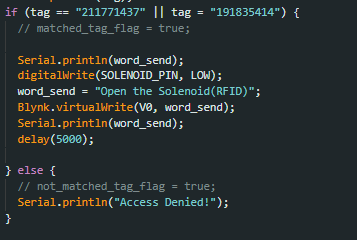 if (tag == "211771437" || tag = "191835414") {
// matched_tag_flag = true;
Serial.println(word_send);
digitalWrite(SOLENOID_PIN, LOW);
word_send = "Open the Solenoid(RFID)";
Blynk.virtualWrite(V0, word_send);
Serial.println(word_send);
delay(5000);
} else {
// not_matched_tag_flag = true;
Serial.println("Access Denied!");
}